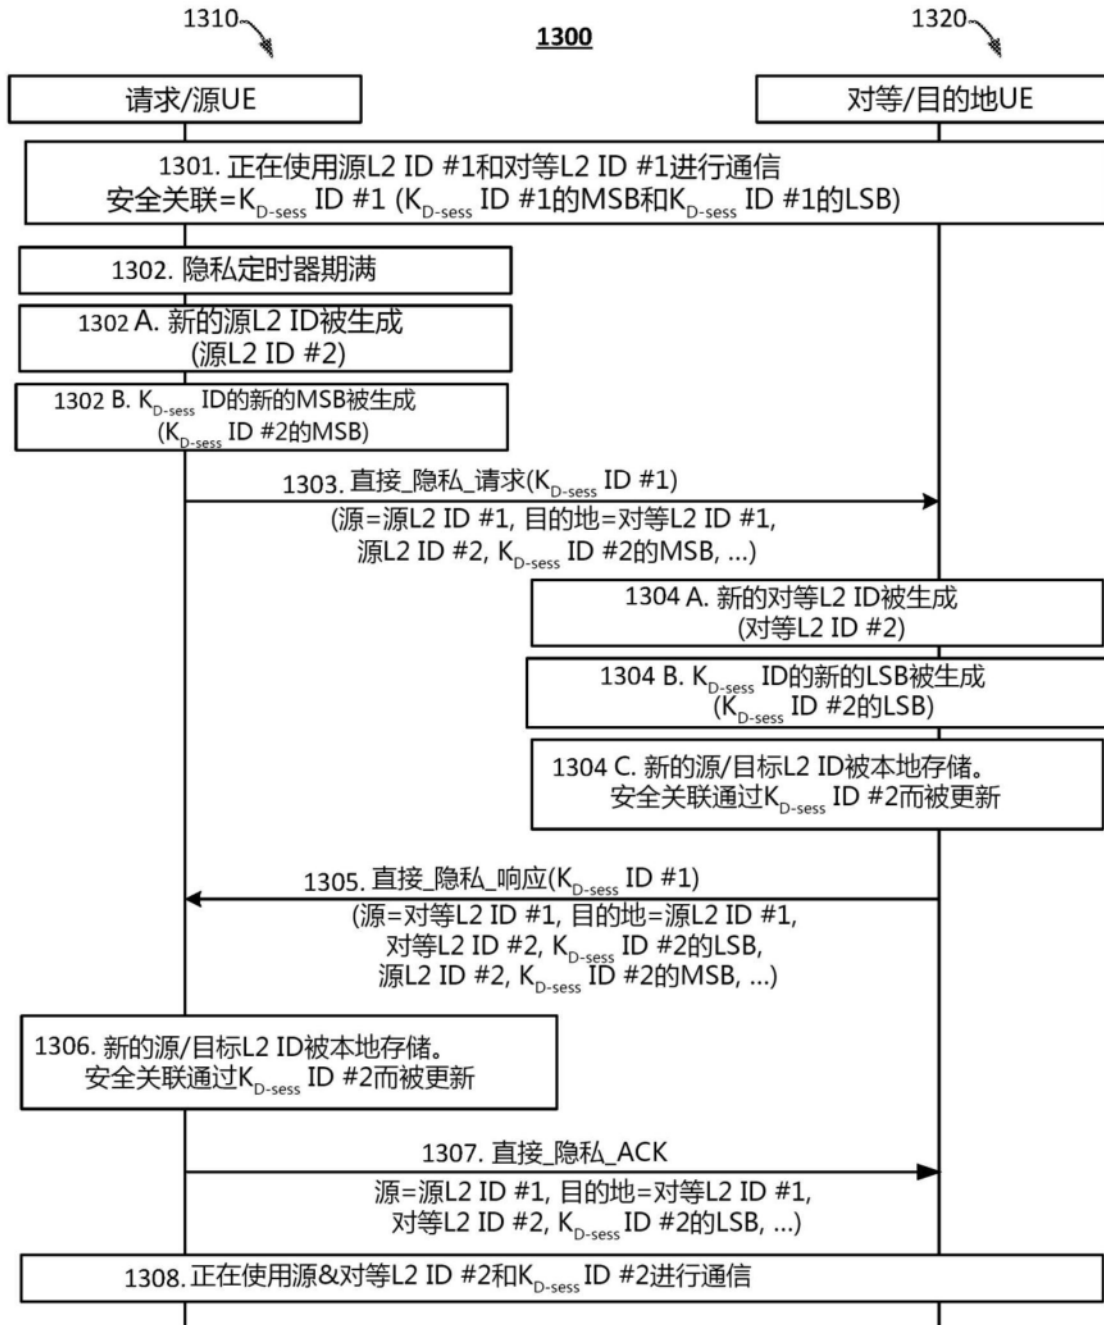 1310
1300
1320
请求/源UE
对等/目的地UE
1301. 正在使用源L2 ID #1和对等L2 ID #1进行通信
安全关联=K_D-sess ID #1 (K_D-sess ID #1的MSB和K_D-sess ID #1的LSB)
1302. 隐私定时器期满
1302 A. 新的源L2 ID被生成
(源L2 ID #2)
1302 B. K_D-sess ID的新的MSB被生成
(K_D-sess ID #2的MSB)
1303. 直接_隐私_请求(K_D-sess ID #1)
(源=源L2 ID #1, 目的地=对等L2 ID #1,
源L2 ID #2, K_D-sess ID #2的MSB, ...)
1304 A. 新的对等L2 ID被生成
(对等L2 ID #2)
1304 B. K_D-sess ID的新的LSB被生成
(K_D-sess ID #2的LSB)
1304 C. 新的源/目标L2 ID被本地存储。
安全关联通过K_D-sess ID #2而被更新
1305. 直接_隐私_响应(K_D-sess ID #1)
(源=对等L2 ID #1, 目的地=源L2 ID #1,
对等L2 ID #2, K_D-sess ID #2的LSB,
源L2 ID #2, K_D-sess ID #2的MSB, ...)
1306. 新的源/目标L2 ID被本地存储。
安全关联通过K_D-sess ID #2而被更新
1307. 直接_隐私_ACK
源=源L2 ID #1, 目的地=对等L2 ID #1,
对等L2 ID #2, K_D-sess ID #2的LSB, ...)
1308. 正在使用源&对等L2 ID #2和K_D-sess ID #2进行通信